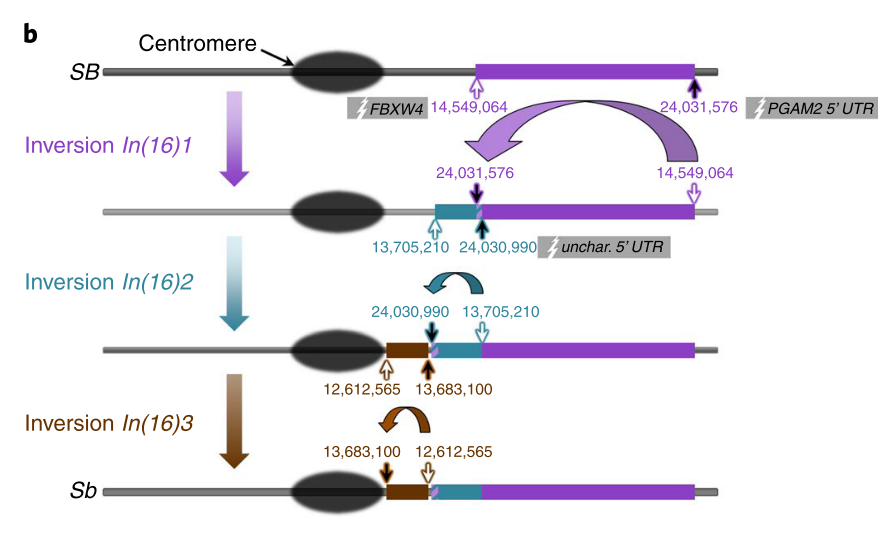 b
Centromere
SB
FBXW4 14,549,064 24,031,576 PGAM2 5' UTR
Inversion In(16)1
24,031,576 14,549,064
13,705,210 24,030,990 unchar. 5' UTR
Inversion In(16)2
24,030,990 13,705,210
12,612,565 13,683,100
Inversion In(16)3
13,683,100 12,612,565
Sb